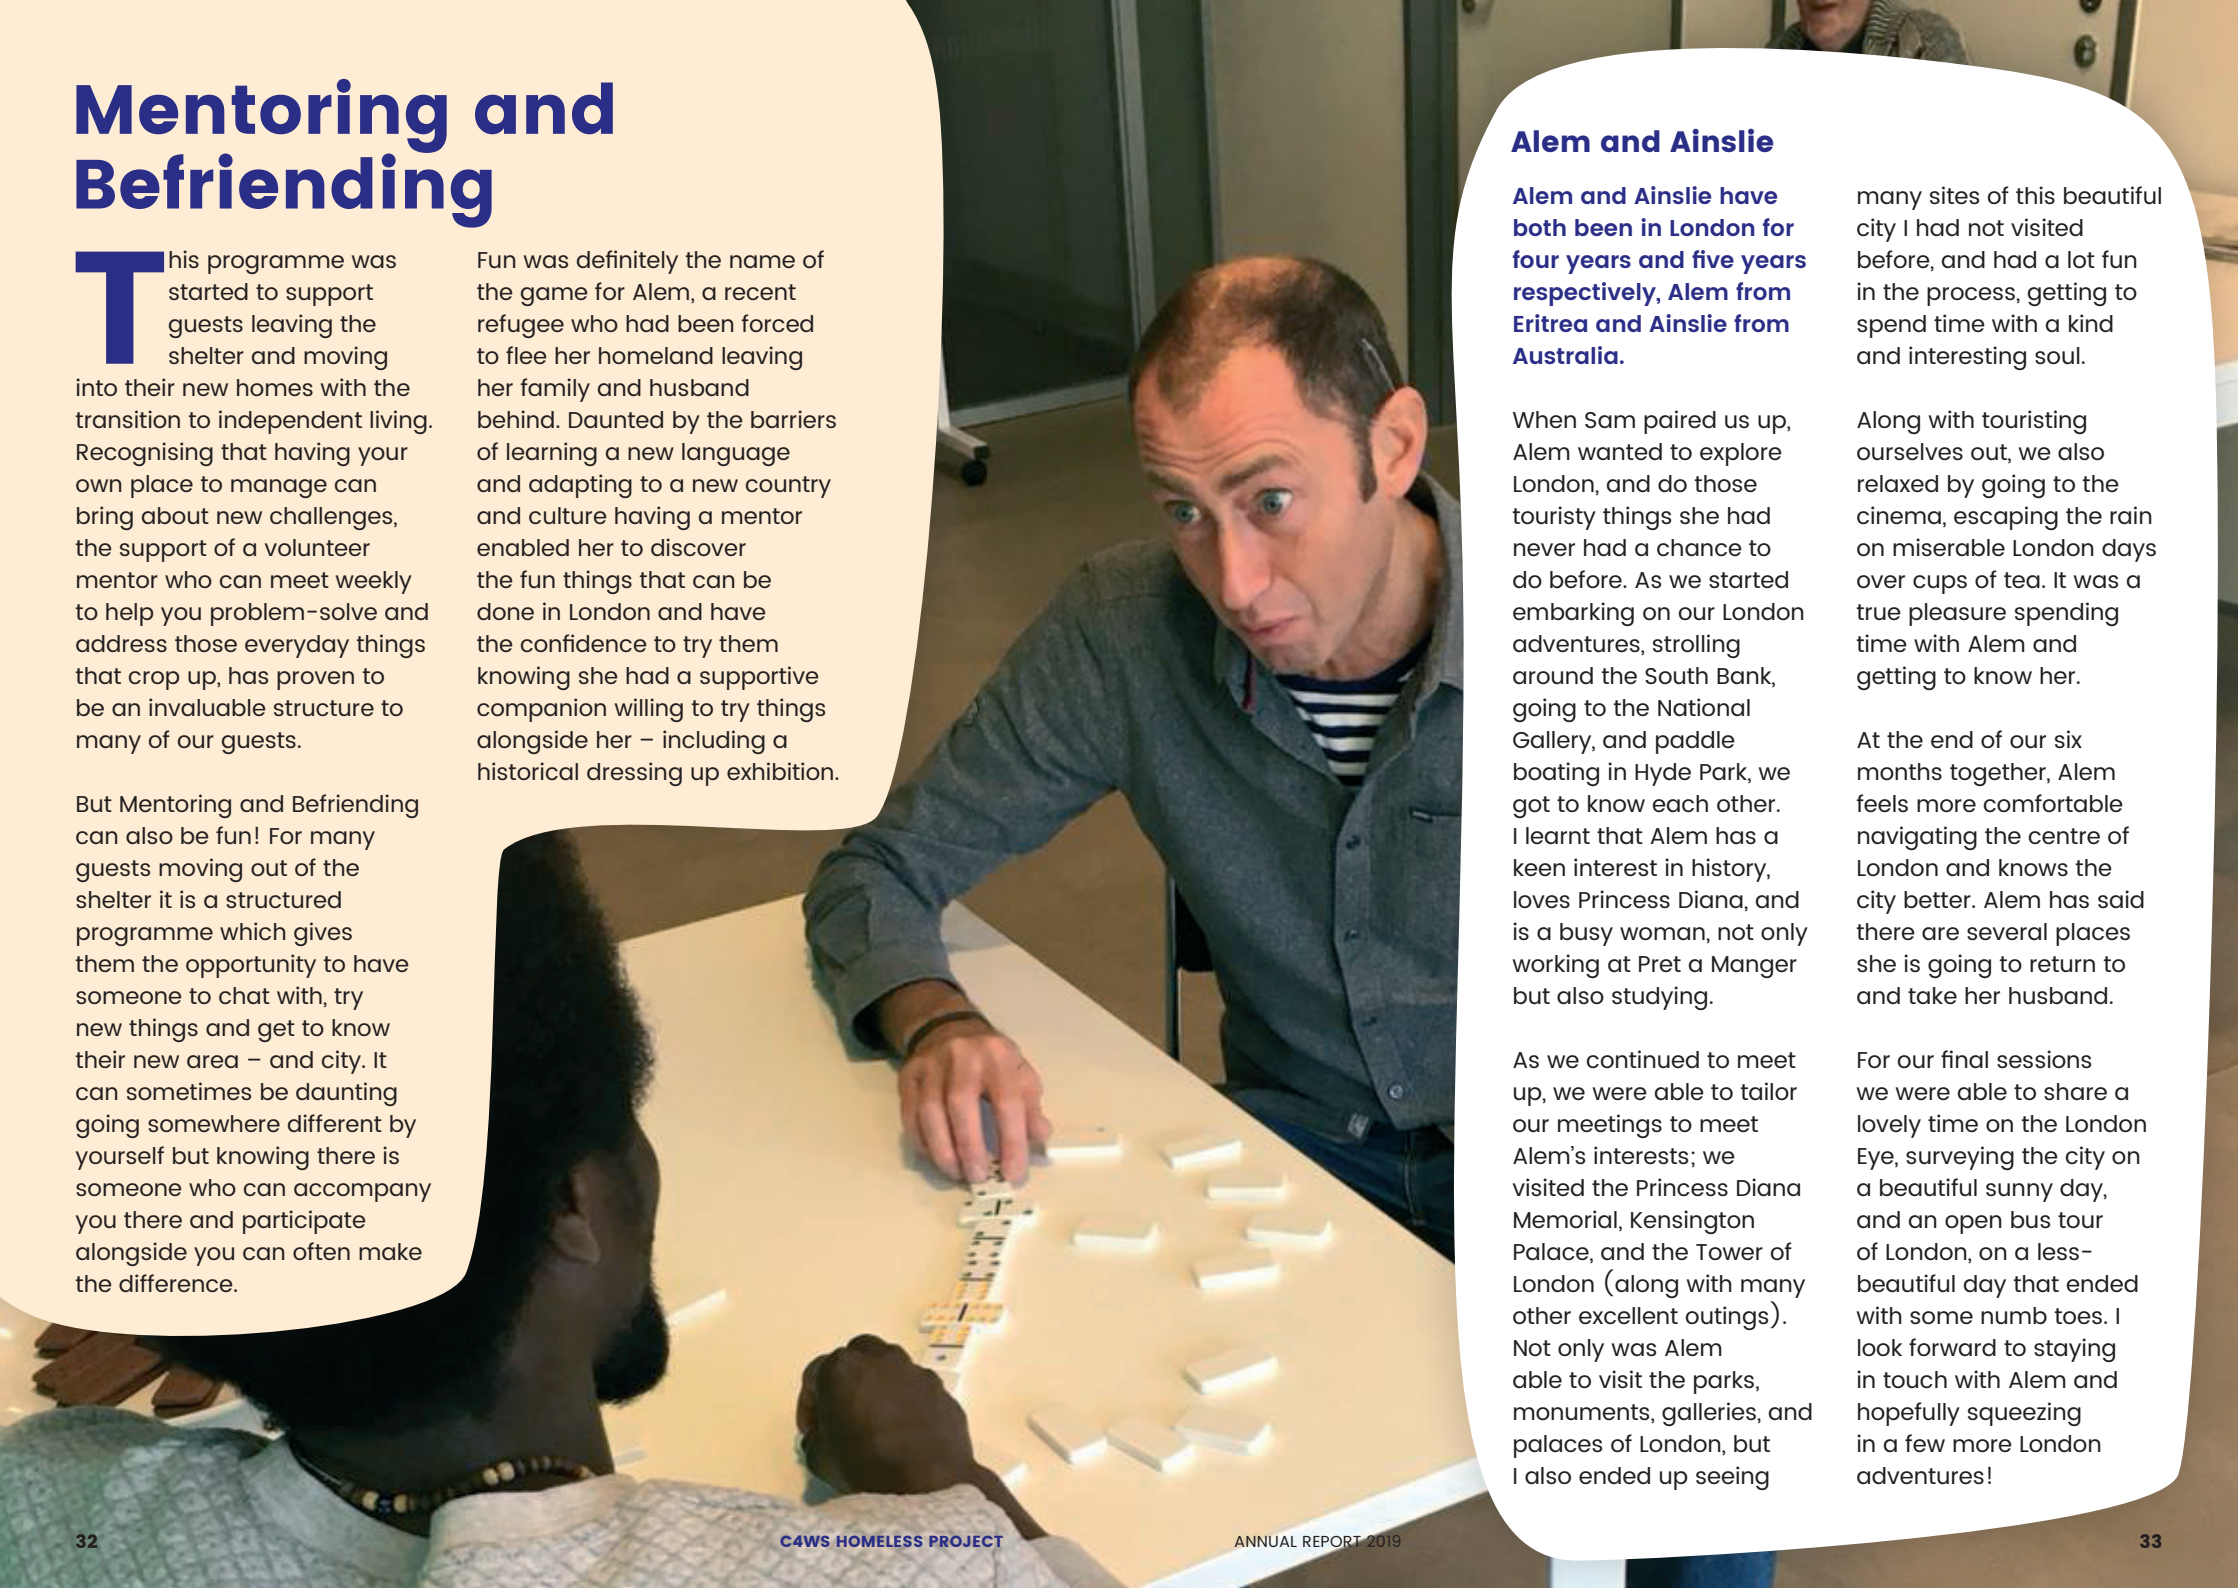 Mentoring and
Befriending
This programme was
started to support
guests leaving the
shelter and moving
into their new homes with the
transition to independent living.
Recognising that having your
own place to manage can
bring about new challenges,
the support of a volunteer
mentor who can meet weekly
to help you problem-solve and
address those everyday things
that crop up, has proven to
be an invaluable structure to
many of our guests.
But Mentoring and Befriending
can also be fun! For many
guests moving out of the
shelter it is a structured
programme which gives
them the opportunity to have
someone to chat with, try
new things and get to know
their new area – and city. It
can sometimes be daunting
going somewhere different by
yourself but knowing there is
someone who can accompany
you there and participate
alongside you can often make
the difference.
Fun was definitely the name of
the game for Alem, a recent
refugee who had been forced
to flee her homeland leaving
her family and husband
behind. Daunted by the barriers
of learning a new language
and adapting to a new country
and culture having a mentor
enabled her to discover
the fun things that can be
done in London and have
the confidence to try them
knowing she had a supportive
companion willing to try things
alongside her – including a
historical dressing up exhibition.
32
C4WS HOMELESS PROJECT
Alem and Ainslie
Alem and Ainslie have
both been in London for
four years and five years
respectively, Alem from
Eritrea and Ainslie from
Australia.
When Sam paired us up,
Alem wanted to explore
London, and do those
touristy things she had
never had a chance to
do before. As we started
embarking on our London
adventures, strolling
around the South Bank,
going to the National
Gallery, and paddle
boating in Hyde Park, we
got to know each other.
I learnt that Alem has a
keen interest in history,
loves Princess Diana, and
is a busy woman, not only
working at Pret a Manger
but also studying.
As we continued to meet
up, we were able to tailor
our meetings to meet
Alem's interests; we
visited the Princess Diana
Memorial, Kensington
Palace, and the Tower of
London (along with many
other excellent outings).
Not only was Alem
able to visit the parks,
monuments, galleries, and
palaces of London, but
I also ended up seeing
many sites of this beautiful
city I had not visited
before, and had a lot fun
in the process, getting to
spend time with a kind
and interesting soul.
Along with touristing
ourselves out, we also
relaxed by going to the
cinema, escaping the rain
on miserable London days
over cups of tea. It was a
true pleasure spending
time with Alem and
getting to know her.
At the end of our six
months together, Alem
feels more comfortable
navigating the centre of
London and knows the
city better. Alem has said
there are several places
she is going to return to
and take her husband.
For our final sessions
we were able to share a
lovely time on the London
Eye, surveying the city on
a beautiful sunny day,
and an open bus tour
of London, on a less-
beautiful day that ended
with some numb toes. I
look forward to staying
in touch with Alem and
hopefully squeezing
in a few more London
adventures!
ANNUAL REPORT 2019
33